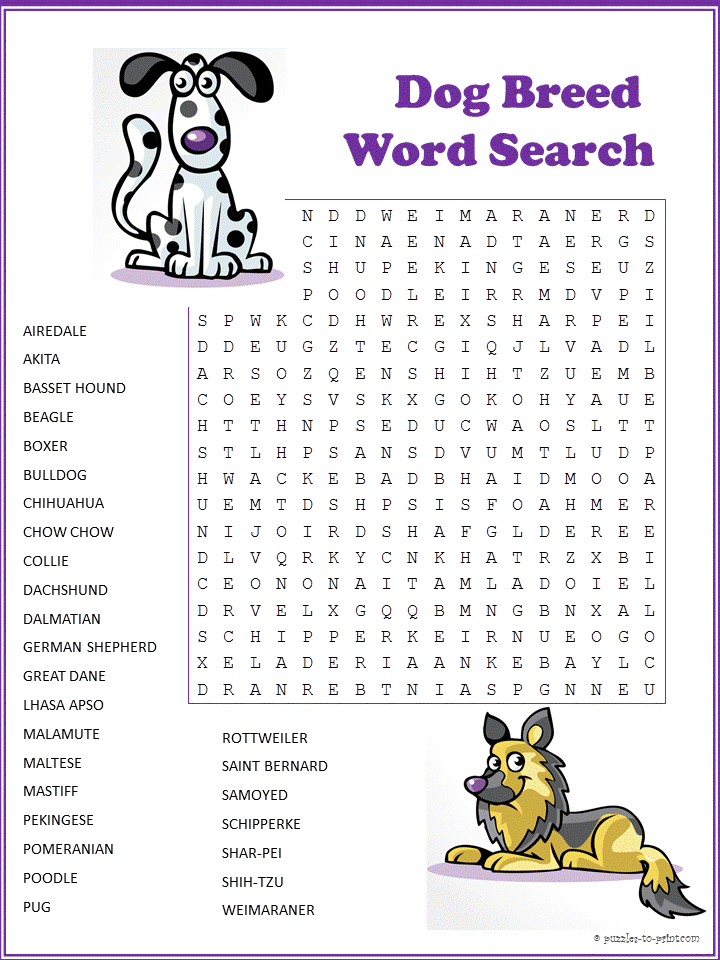 Dog Breed
Word Search
N D D W E I M A R A N E R D
C I N A E N A D T A E R G S
S H U P E K I N G E S E U Z
P O O D L E I R R M D V P I
S P W K C D H W R E X S H A R P E I
D D E U G Z T E C G I Q J L V A D L
A R S O Z Q E N S H I H T Z U E M B
C O E Y S V S K X G O K O H Y A U E
H T T H N P S E D U C W A O S L T T
S T L H P S A N S D V U M T L U D P
H W A C K E B A D B H A I D M O O A
U E M T D S H P S I S F O A H M E R
N I J O I R D S H A F G L D E R E E
D L V Q R K Y C N K H A T R Z X B I
C E O N O N A I T A M L A D O I E L
D R V E L X G Q Q B M N G B N X A L
S C H I P P E R K E I R N U E O G O
X E L A D E R I A A N K E B A Y L C
D R A N R E B T N I A S P G N N E U
AIREDALE
AKITA
BASSET HOUND
BEAGLE
BOXER
BULLDOG
CHIHUAHUA
CHOW CHOW
COLLIE
DACHSHUND
DALMATIAN
GERMAN SHEPHERD
GREAT DANE
LHASA APSO
MALAMUTE
MALTESE
MASTIFF
PEKINGESE
POMERANIAN
POODLE
PUG
ROTTWEILER
SAINT BERNARD
SAMOYED
SCHIPPERKE
SHAR-PEI
SHIH-TZU
WEIMARANER
© puzzles-to-print.com